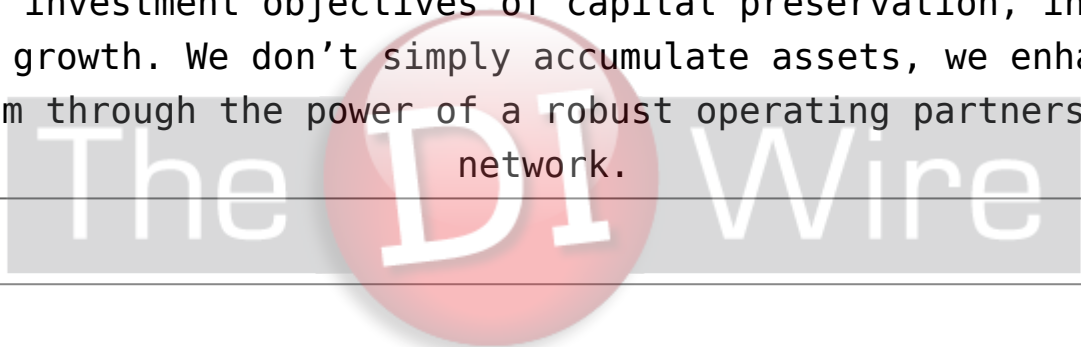 investment objectives of capital preservation, in
growth. We don’t simply accumulate assets, we enha
m through the power of a robust operating partners
network.
The DI Wire